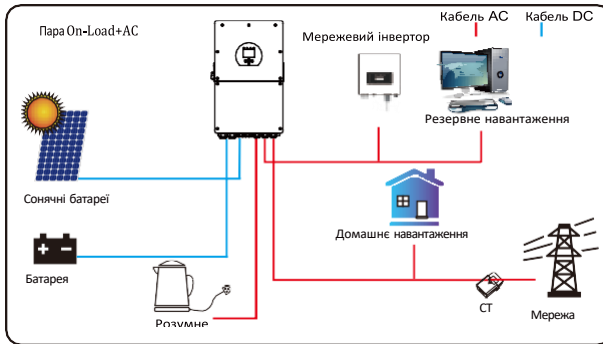 Кабель AC
Кабель DC
Пара On-Load+AC
Мережевий інвертор
Резервне навантаження
Сонячні батареї
Домашнє навантаження
Батарея
CT
Мережа
Розумне